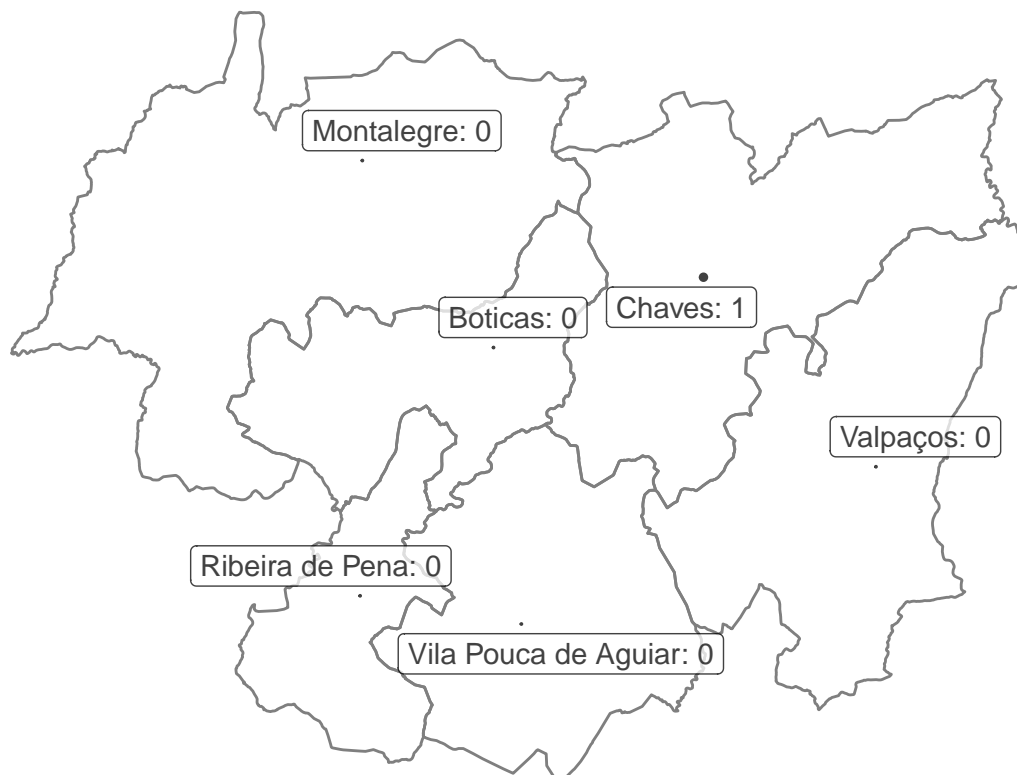 Montalegre: 0
Chaves: 1
Boticas: 0
Valpaços: 0
Ribeira de Pena: 0
Vila Pouca de Aguiar: 0